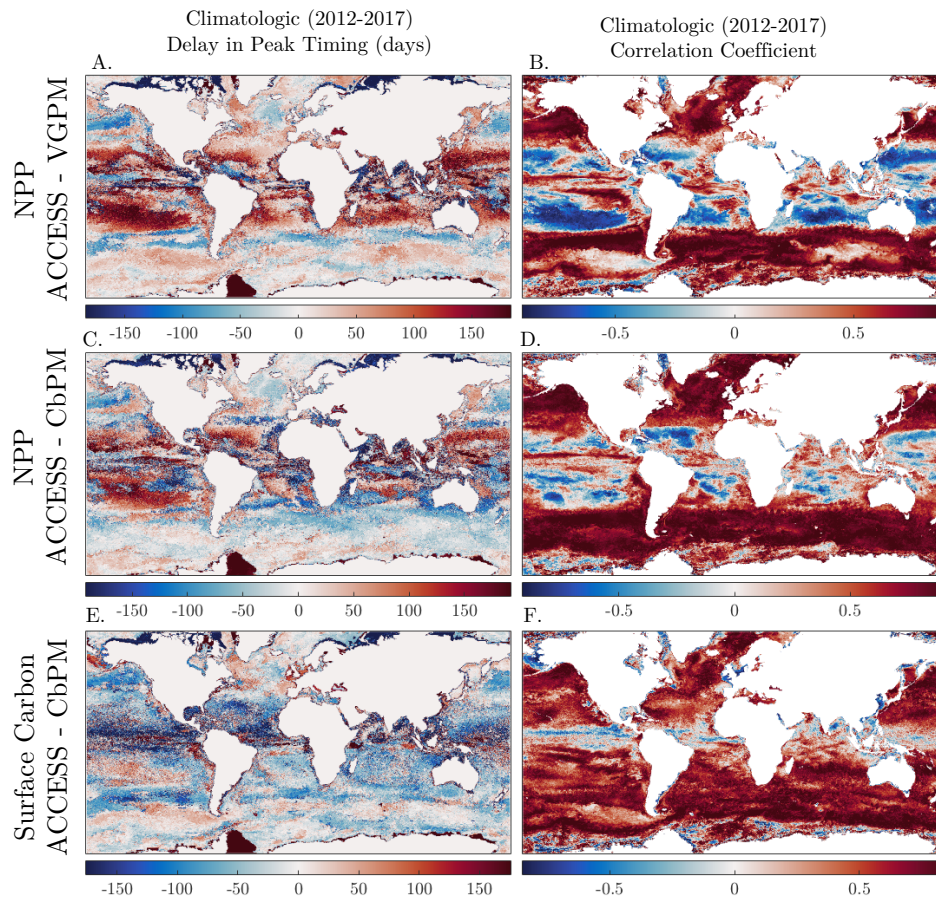 Climatologic (2012-2017)
Delay in Peak Timing (days)
Climatologic (2012-2017)
Correlation Coefficient
A.
B.
NPP
ACCESS - VGPM
-150 -100 -50 0 50 100 150
-0.5 0 0.5
C.
D.
NPP
ACCESS - CbPM
-150 -100 -50 0 50 100 150
-0.5 0 0.5
E.
F.
Surface Carbon
ACCESS - CbPM
-150 -100 -50 0 50 100 150
-0.5 0 0.5